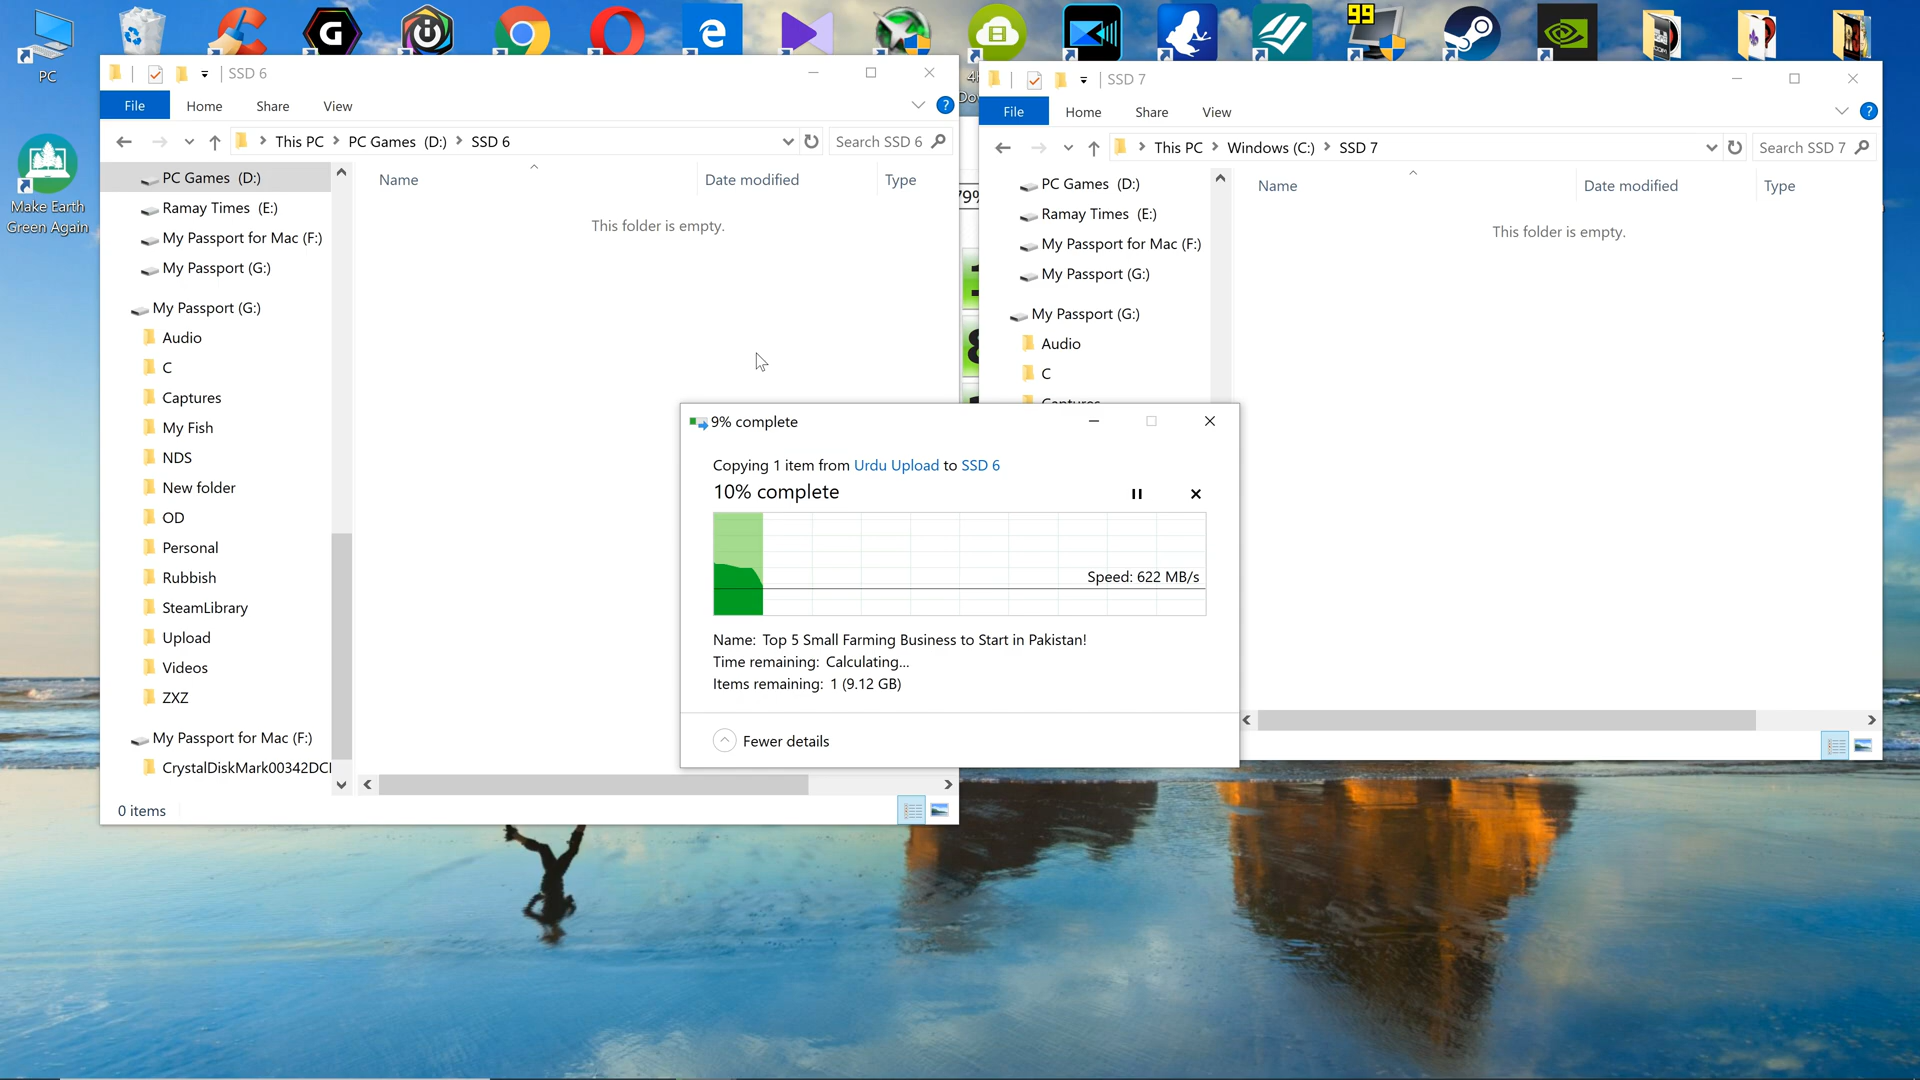 PC
Make Earth
Green Again
99
SSD 6
File
Home
Share
View
This PC
PC Games (D:)
SSD 6
Search SSD 6
PC Games (D:)
Ramay Times (E:)
My Passport for Mac (F:)
My Passport (G:)
My Passport (G:)
Audio
C
Captures
My Fish
NDS
New folder
OD
Personal
Rubbish
SteamLibrary
Upload
Videos
ZXZ
My Passport for Mac (F:)
CrystalDiskMark00342DC
Name
Date modified
Type
This folder is empty.
0 items
79%
SSD 7
File
Home
Share
View
This PC
Windows (C:)
SSD 7
Search SSD 7
PC Games (D:)
Ramay Times (E:)
My Passport for Mac (F:)
My Passport (G:)
My Passport (G:)
Audio
C
Captures
Name
Date modified
Type
This folder is empty.
9% complete
Copying 1 item from Urdu Upload to SSD 6
10% complete
Speed: 622 MB/s
Name: Top 5 Small Farming Business to Start in Pakistan!
Time remaining: Calculating...
Items remaining: 1 (9.12 GB)
Fewer details